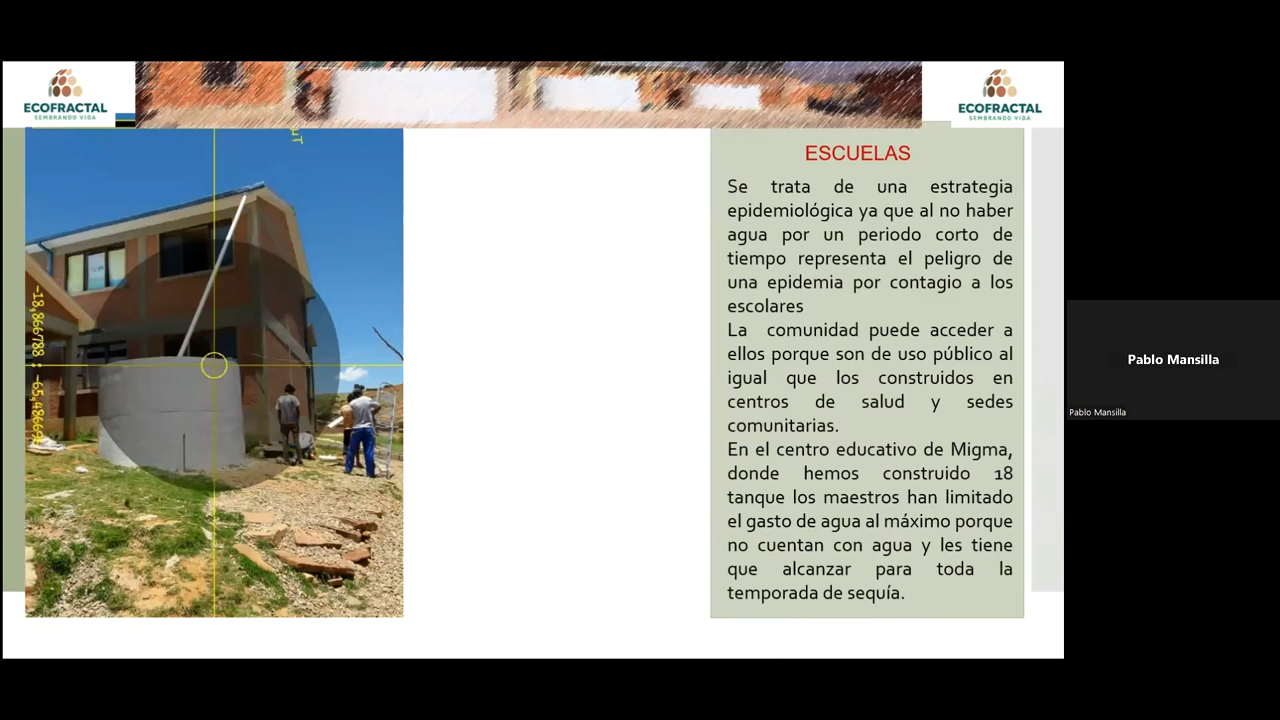 ECOFRACTAL
SEMBRANDO VIDA
ECOFRACTAL
SEMBRANDO VIDA
ESCUELAS
Se trata de una estrategia
epidemiológica ya que al no haber
agua por un periodo corto de
tiempo representa el peligro de
una epidemia por contagio a los
escolares
La comunidad puede acceder a
ellos porque son de uso público al
igual que los construidos en
centros de salud y sedes
comunitarias.
En el centro educativo de Migma,
donde hemos construido 18
tanque los maestros han limitado
el gasto de agua al máximo porque
no cuentan con agua y les tiene
que alcanzar para toda la
temporada de sequía.
Pablo Mansilla
Pablo Mansilla